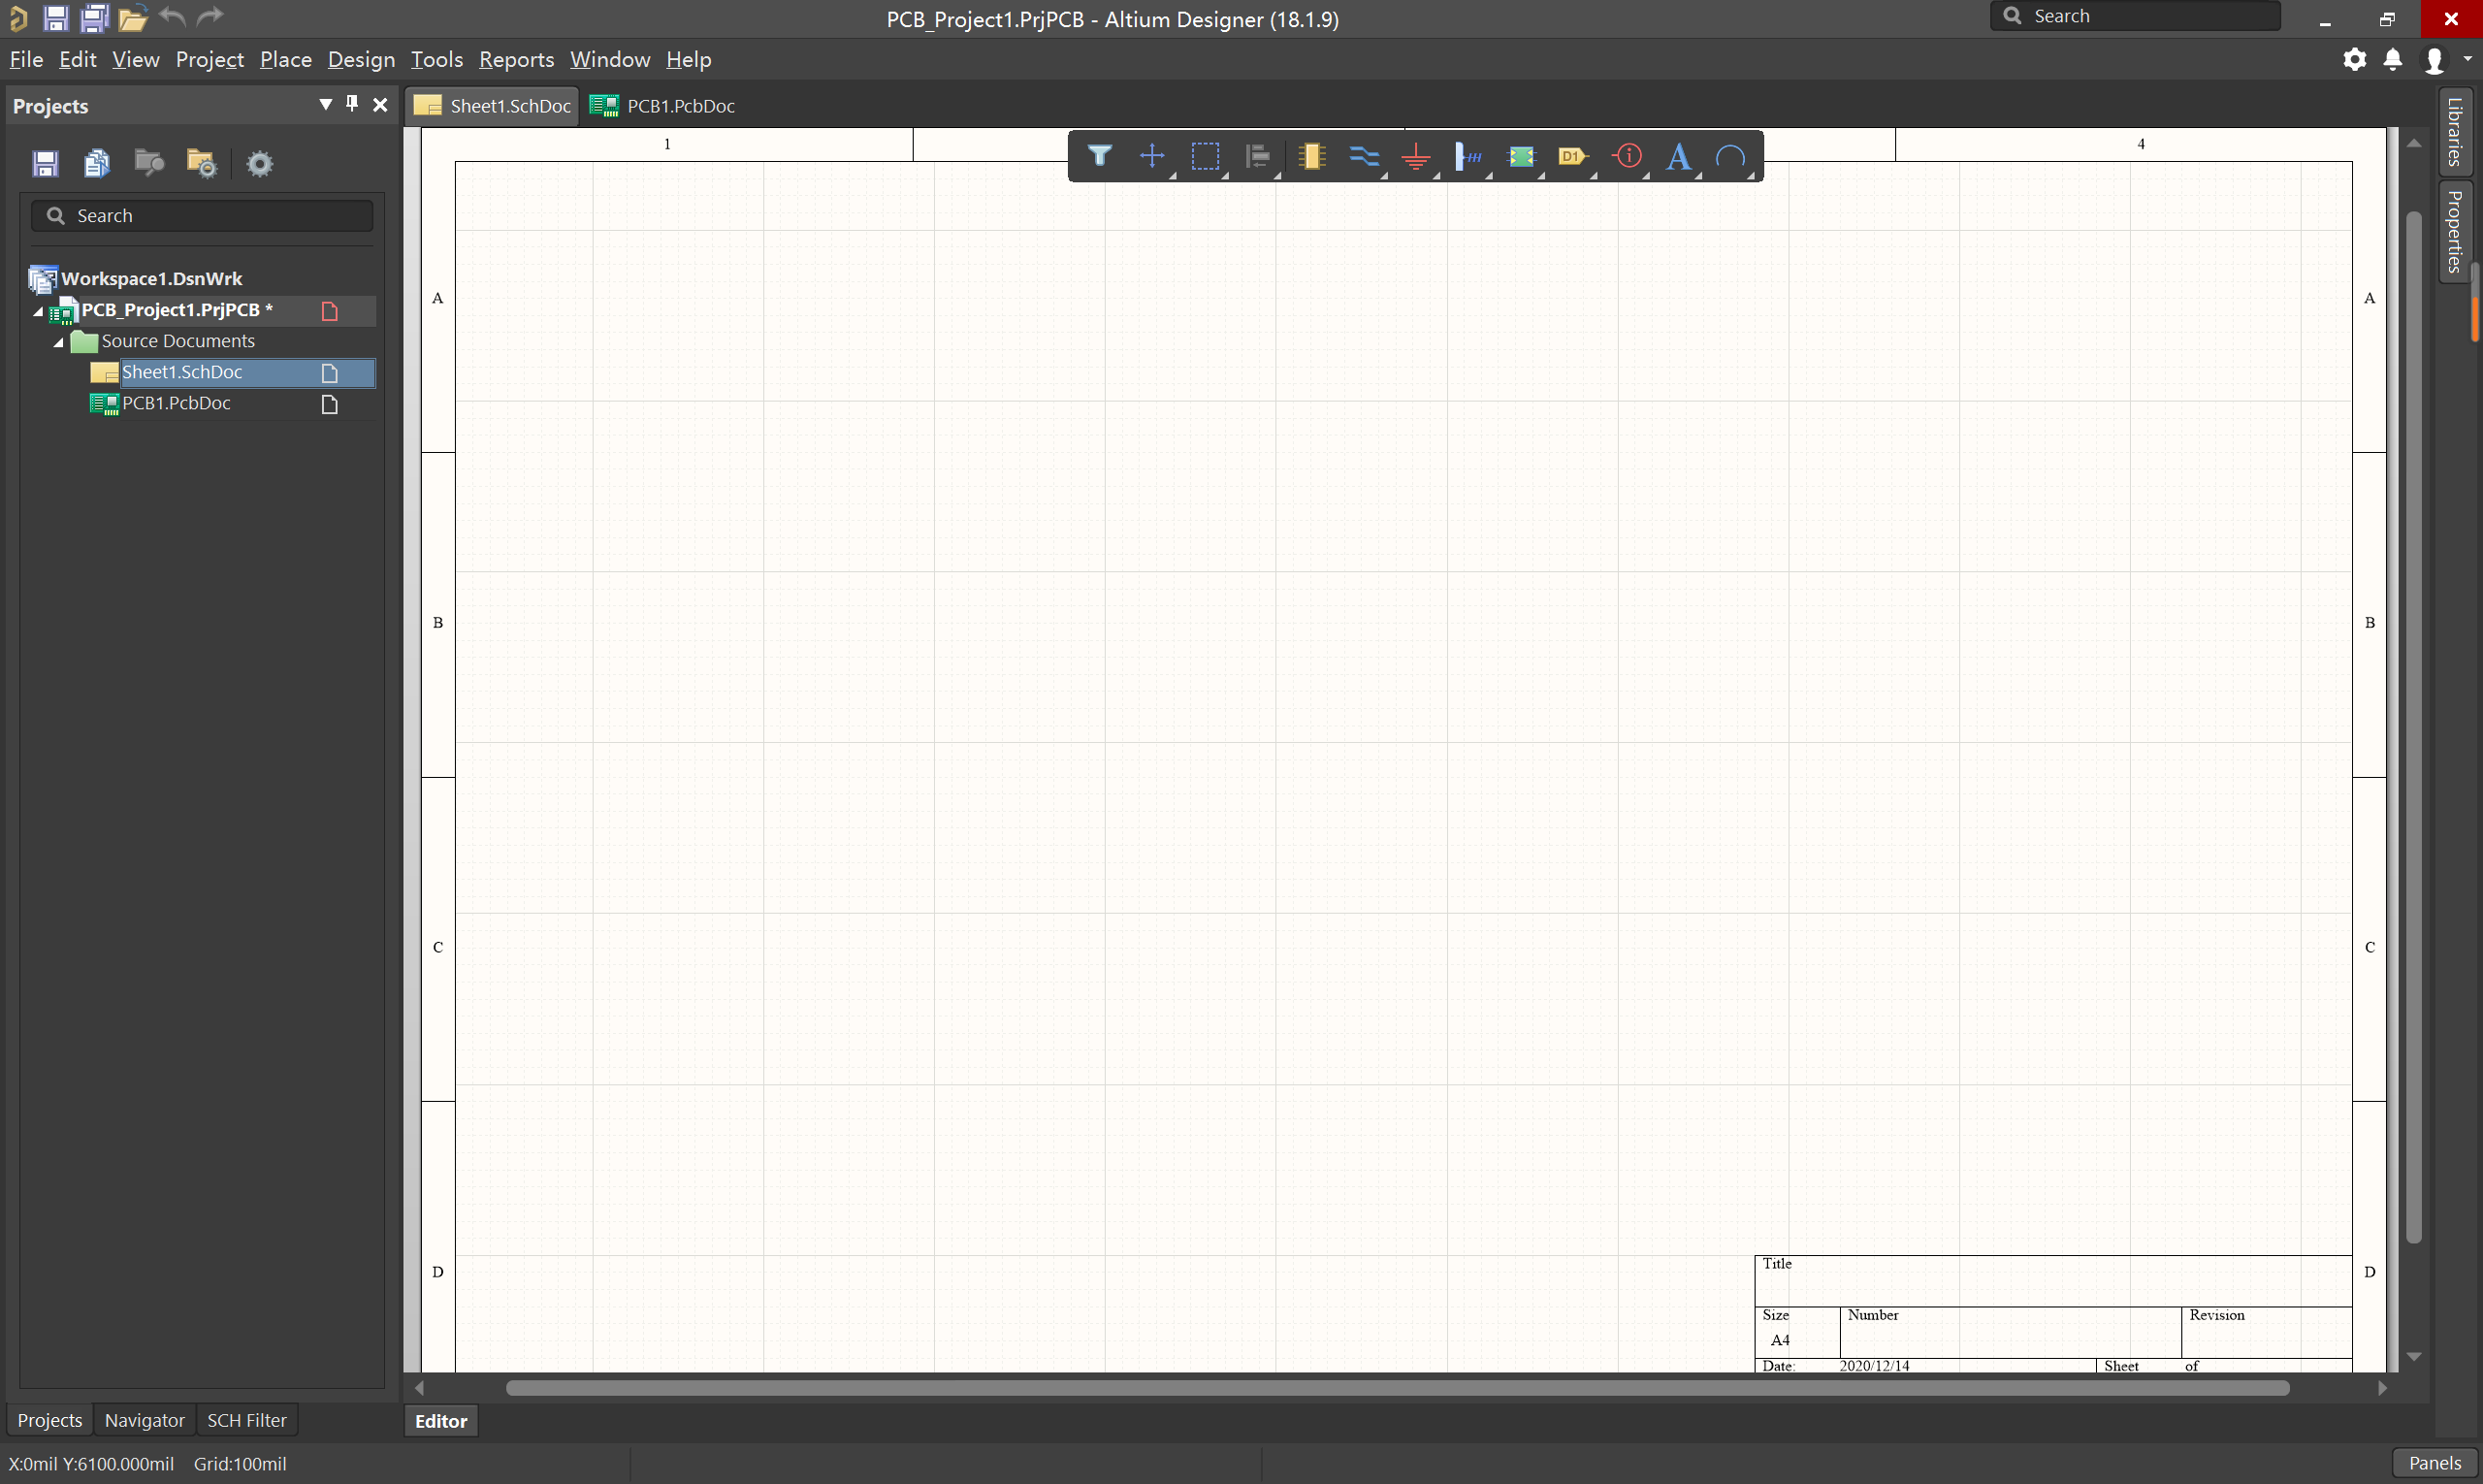 PCB_Project1.PrjPCB - Altium Designer (18.1.9)
Search
File Edit View Project Place Design Tools Reports Window Help
Projects
Sheet1.SchDoc
PCB1.PcbDoc
Libraries
Properties
Search
Workspace1.DsnWrk
PCB_Project1.PrjPCB *
Source Documents
Sheet1.SchDoc
PCB1.PcbDoc
1
4
D1
A
A
A
B
B
C
C
D
D
Title
Size
Number
Revision
A4
Date:
2020/12/14
Sheet
of
Projects
Navigator
SCH Filter
Editor
X:0mil Y:6100.000mil
Grid:100mil
Panels